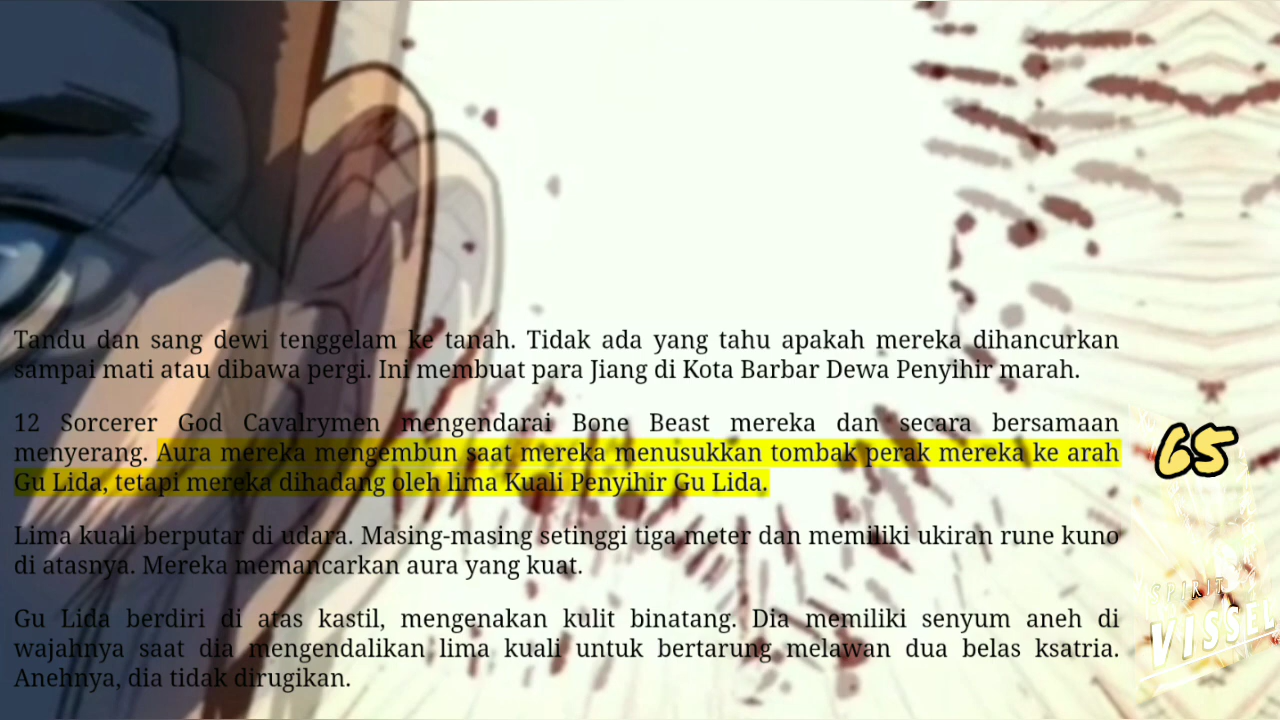 Tandu dan sang dewi tenggelam ke tanah. Tidak ada yang tahu apakah mereka dihancurkan
sampai mati atau dibawa pergi. Ini membuat para Jiang di Kota Barbar Dewa Penyihir marah.
12 Sorcerer God Cavalrymen mengendarai Bone Beast mereka dan secara bersamaan
menyerang. Aura mereka mengembun saat mereka menusukkan tombak perak mereka ke arah
Gu Lida, tetapi mereka dihadang oleh lima Kuali Penyihir Gu Lida.
65
Lima kuali berputar di udara. Masing-masing setinggi tiga meter dan memiliki ukiran rune kuno
di atasnya. Mereka memancarkan aura yang kuat.
Gu Lida berdiri di atas kastil, mengenakan kulit binatang. Dia memiliki senyum aneh di
wajahnya saat dia mengendalikan lima kuali untuk bertarung melawan dua belas ksatria.
Anehnya, dia tidak dirugikan.
SPIRIT
VISSEL